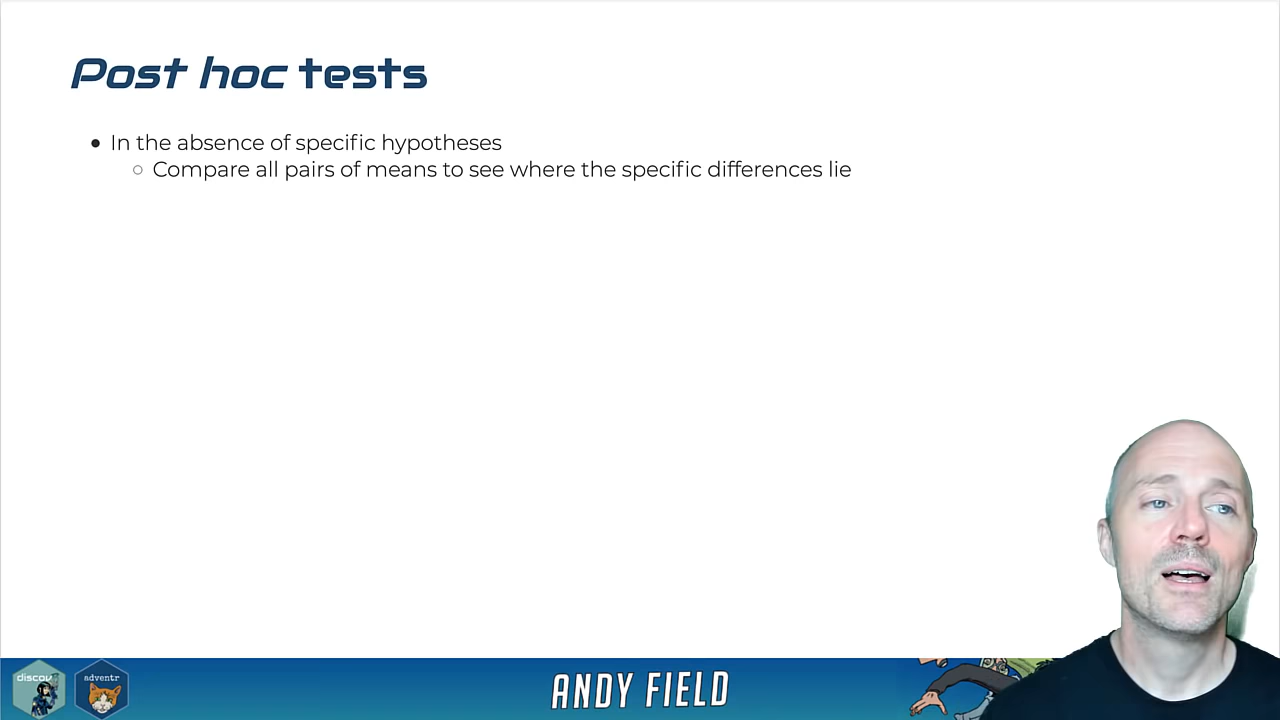 Post hoc tests
In the absence of specific hypotheses
Compare all pairs of means to see where the specific differences lie
discov
adventr
ANDY FIELD